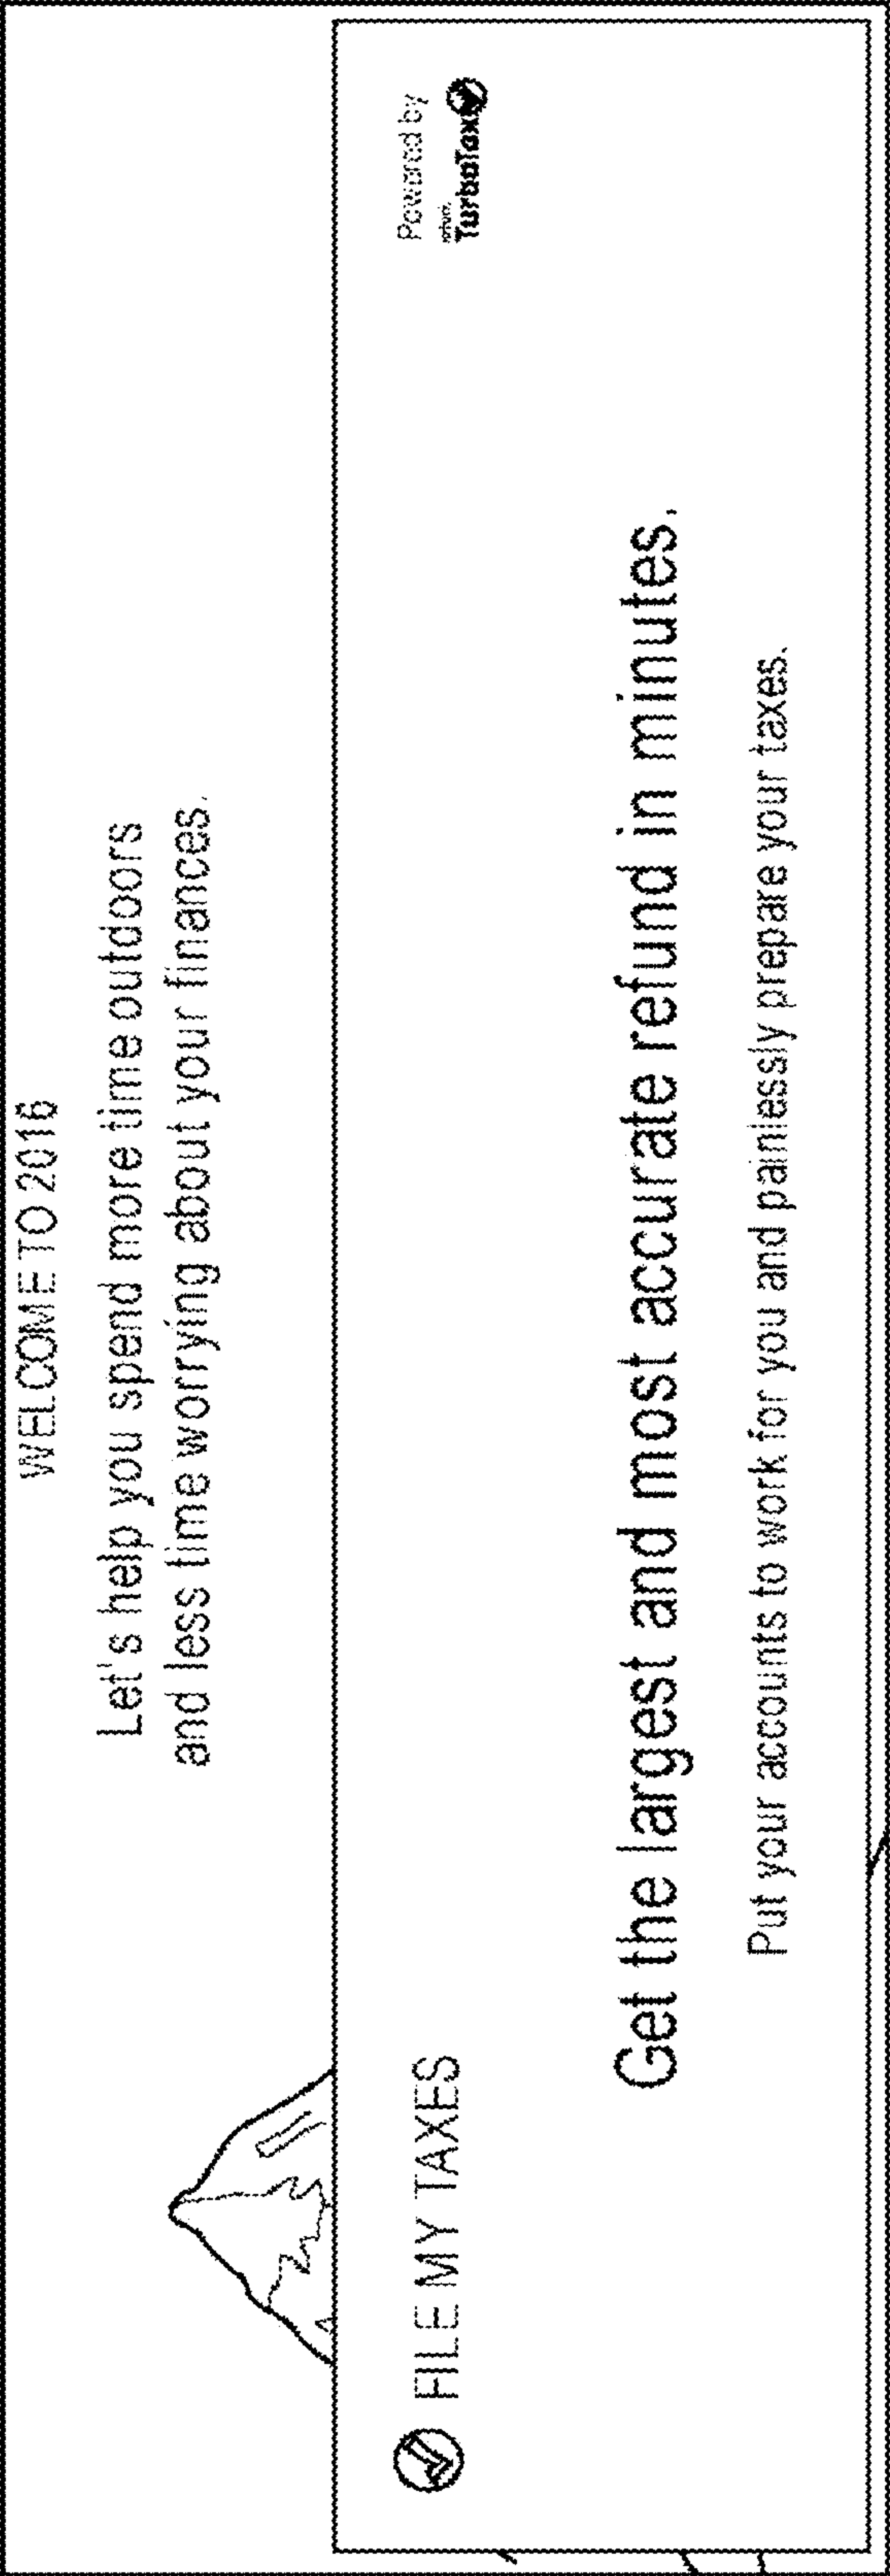 WELCOME TO 2016
Let's help you spend more time outdoors
and less time worrying about your finances.
FILE MY TAXES
Powered by
intuit
TurboTax
Get the largest and most accurate refund in minutes.
Put your accounts to work for you and painlessly prepare your taxes.